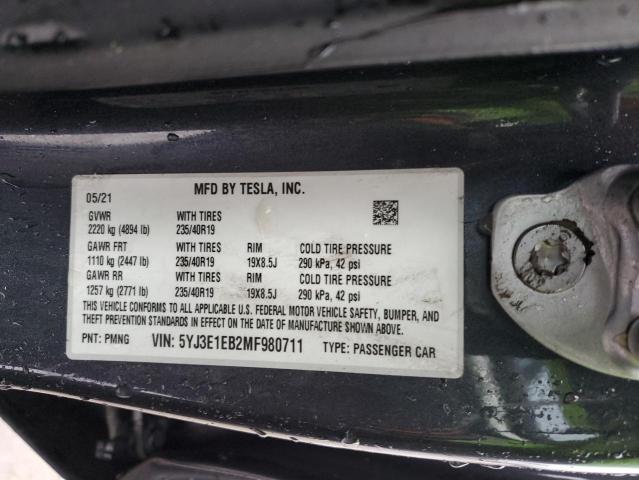 MFD BY TESLA, INC.
05/21
GVWR WITH TIRES
2220 kg (4894 lb) 235/40R19
GAWR FRT WITH TIRES RIM COLD TIRE PRESSURE
1110 kg (2447 lb) 235/40R19 19X8.5J 290 kPa, 42 psi
GAWR RR WITH TIRES RIM COLD TIRE PRESSURE
1257 kg (2771 lb) 235/40R19 19X8.5J 290 kPa, 42 psi
THIS VEHICLE CONFORMS TO ALL APPLICABLE U.S. FEDERAL MOTOR VEHICLE SAFETY, BUMPER, AND
THEFT PREVENTION STANDARDS IN EFFECT ON THE DATE OF MANUFACTURE SHOWN ABOVE.
PNT: PMNG VIN: 5YJ3E1EB2MF980711 TYPE: PASSENGER CAR